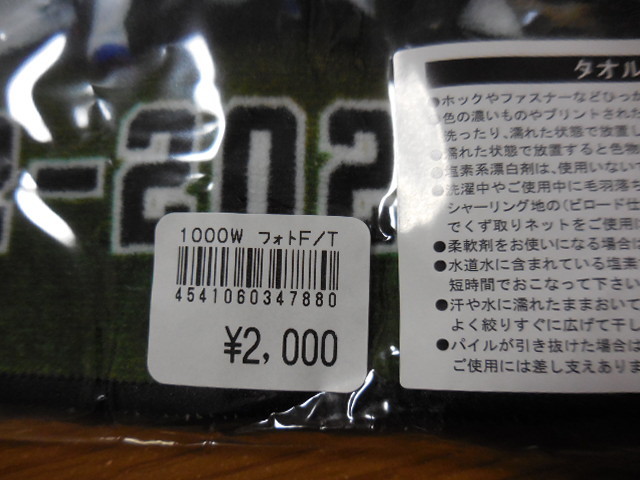 -202
1000W フォトF/T
4541060347880
¥2,000
タオル
●ホックやファスナーなどひっか
色の濃いものやプリントされた
洗ったり、濡れた状態で放置し
●濡れた状態で放置すると色物
●塩素系漂白剤は、使用いない
●洗濯中やご使用中に毛羽落
シャーリング地の(ビロード仕
でくず取りネットをご使用に
●柔軟剤をお使いになる場合は
●水道水に含まれている塩素
短時間でおこなって下さい
●汗や水に濡れたままおいて
よく絞りすぐに広げて干し
●パイルが引き抜けた場合は
ご使用には差し支えありま